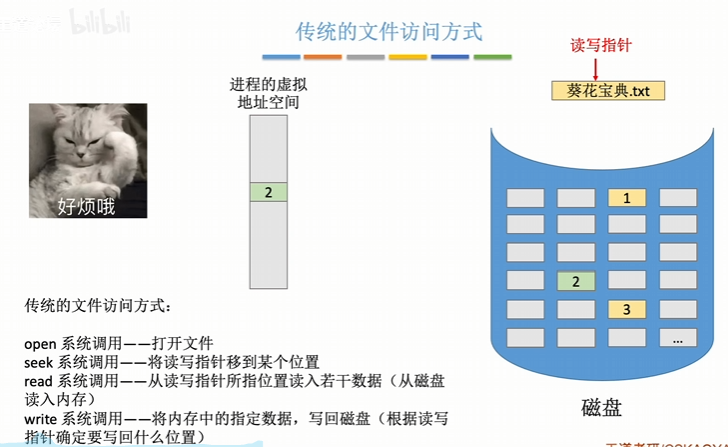 bilibili
传统的文件访问方式
读写指针
葵花宝典.txt
进程的虚拟
地址空间
2
好烦哦
1
2
3
...
磁盘
传统的文件访问方式：
open 系统调用——打开文件
seek 系统调用——将读写指针移到某个位置
read 系统调用——从读写指针所指位置读入若干数据（从磁盘
读入内存）
write 系统调用——将内存中的指定数据，写回磁盘（根据读写
指针确定要写回什么位置）